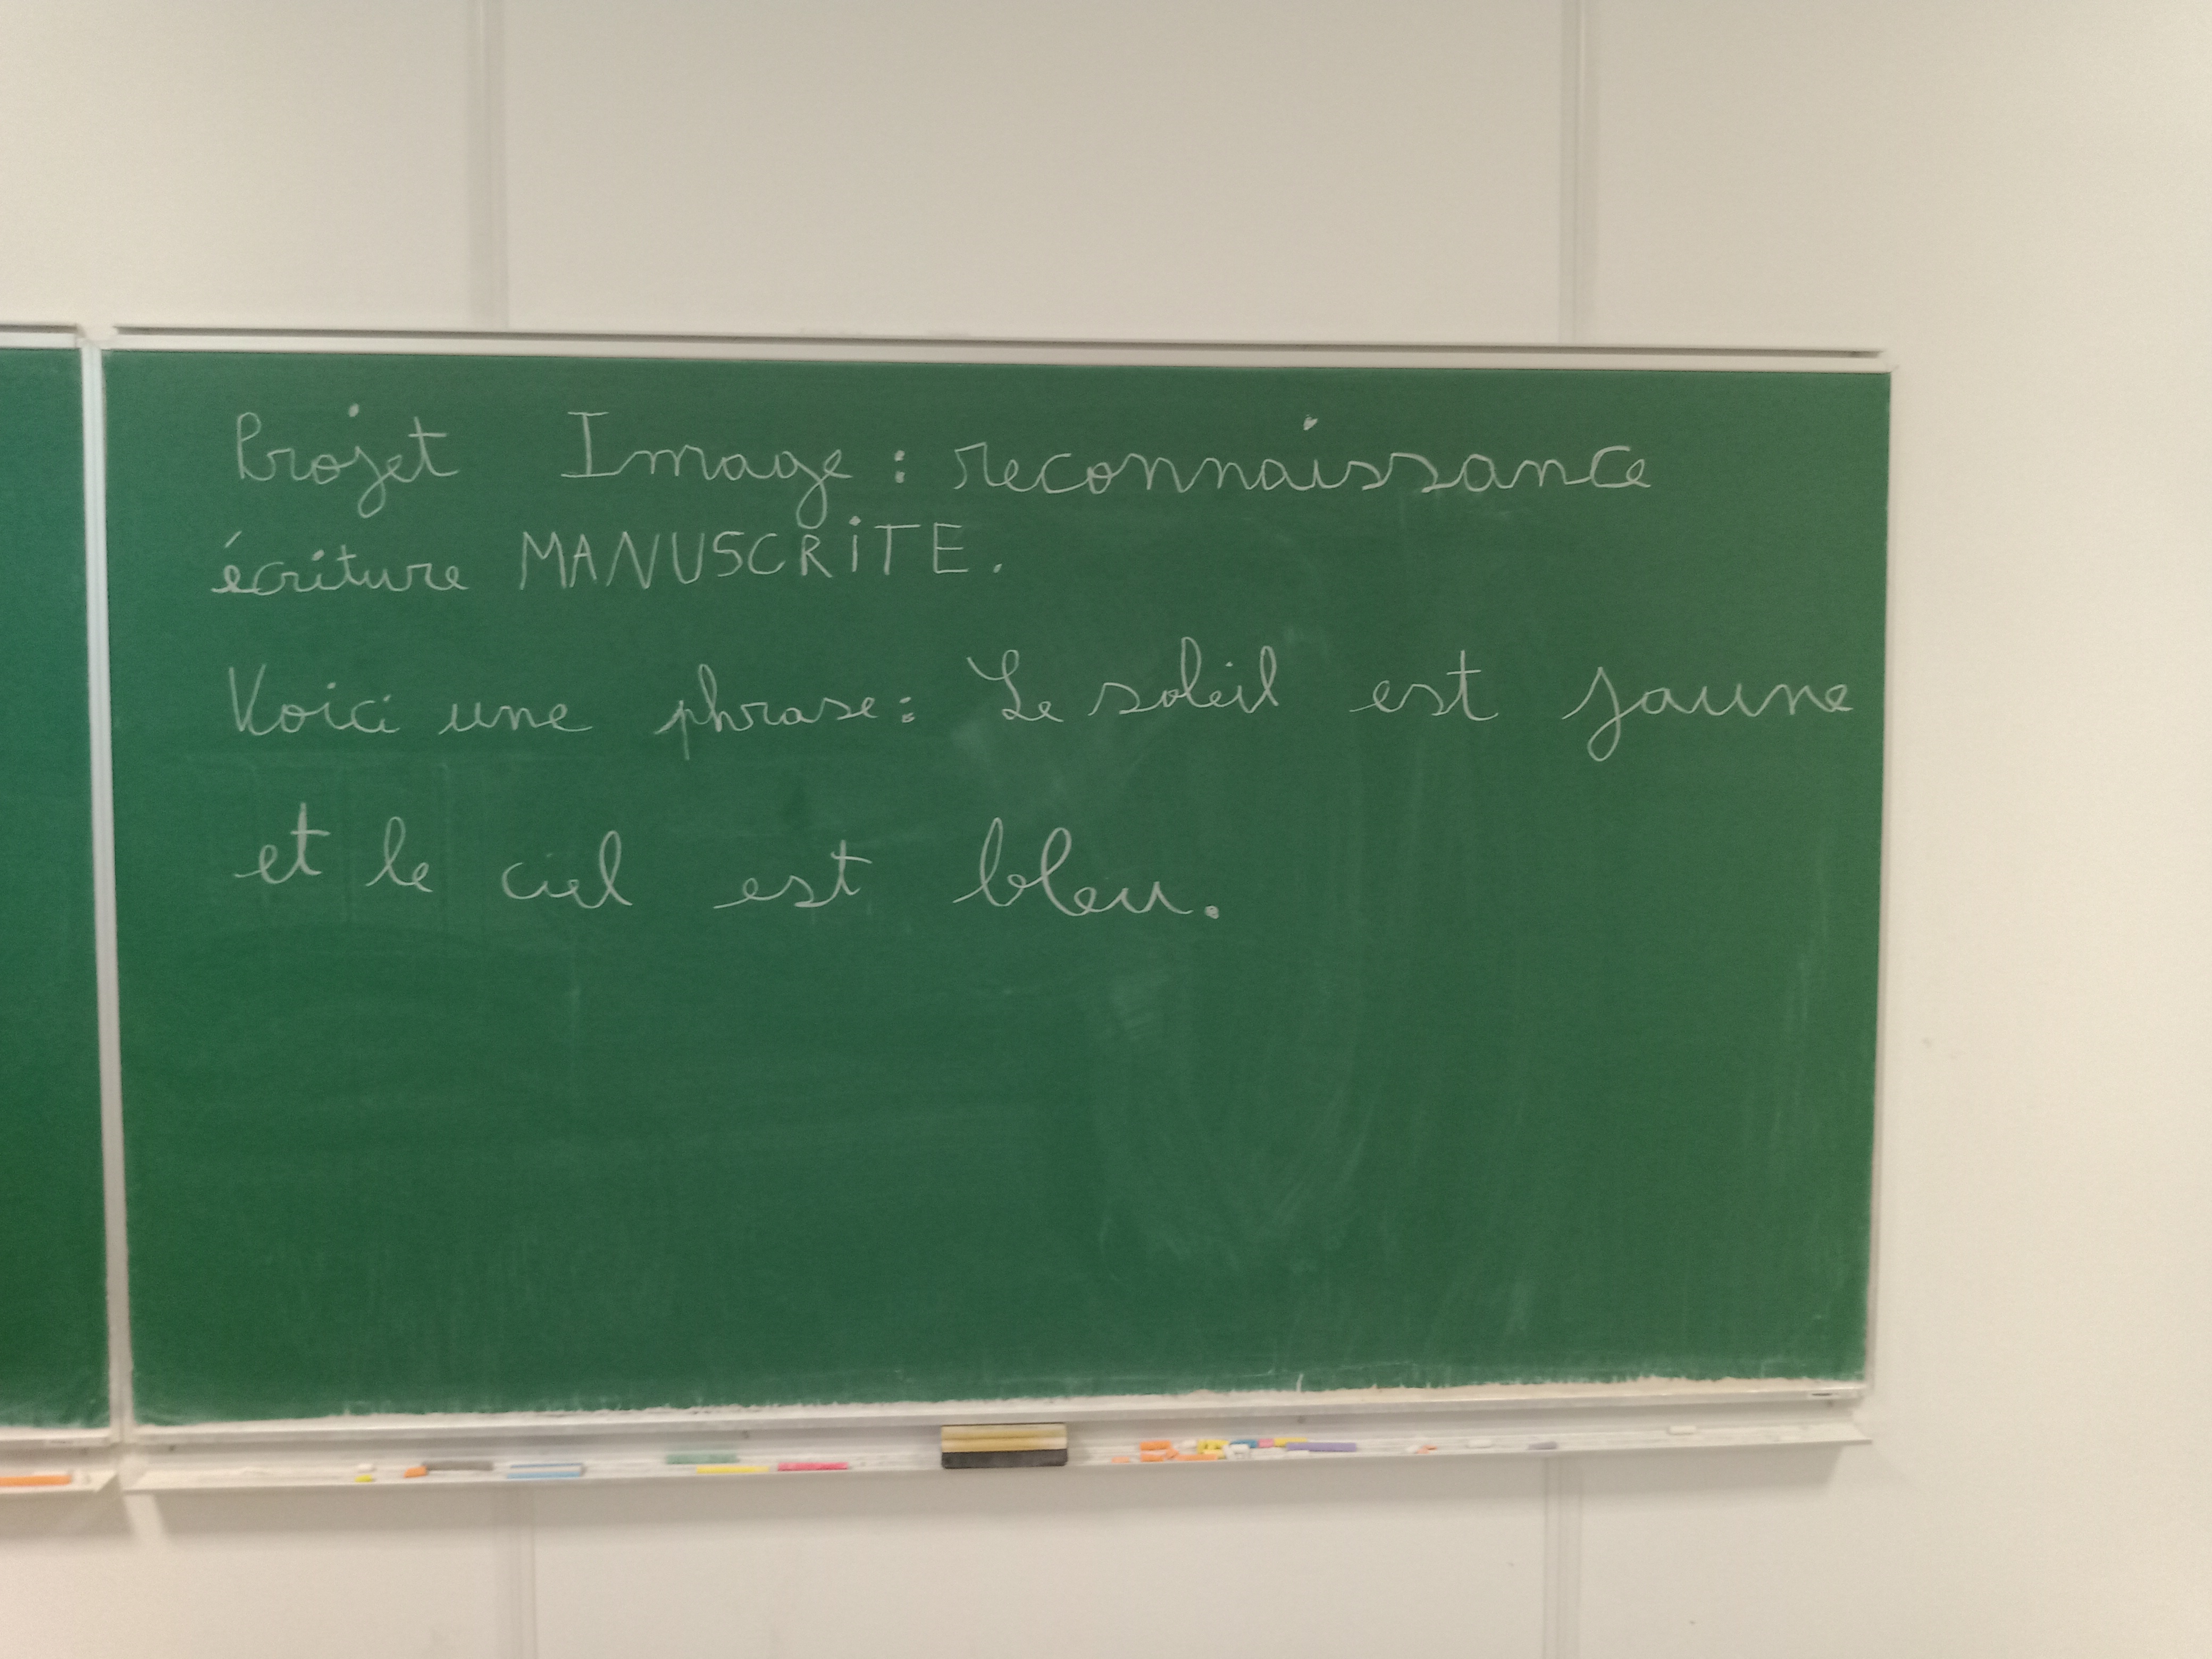 Projet Image : reconnaissance
écriture MANUSCRITE.
Voici une phrase : Le soleil est jaune
et le ciel est bleu.